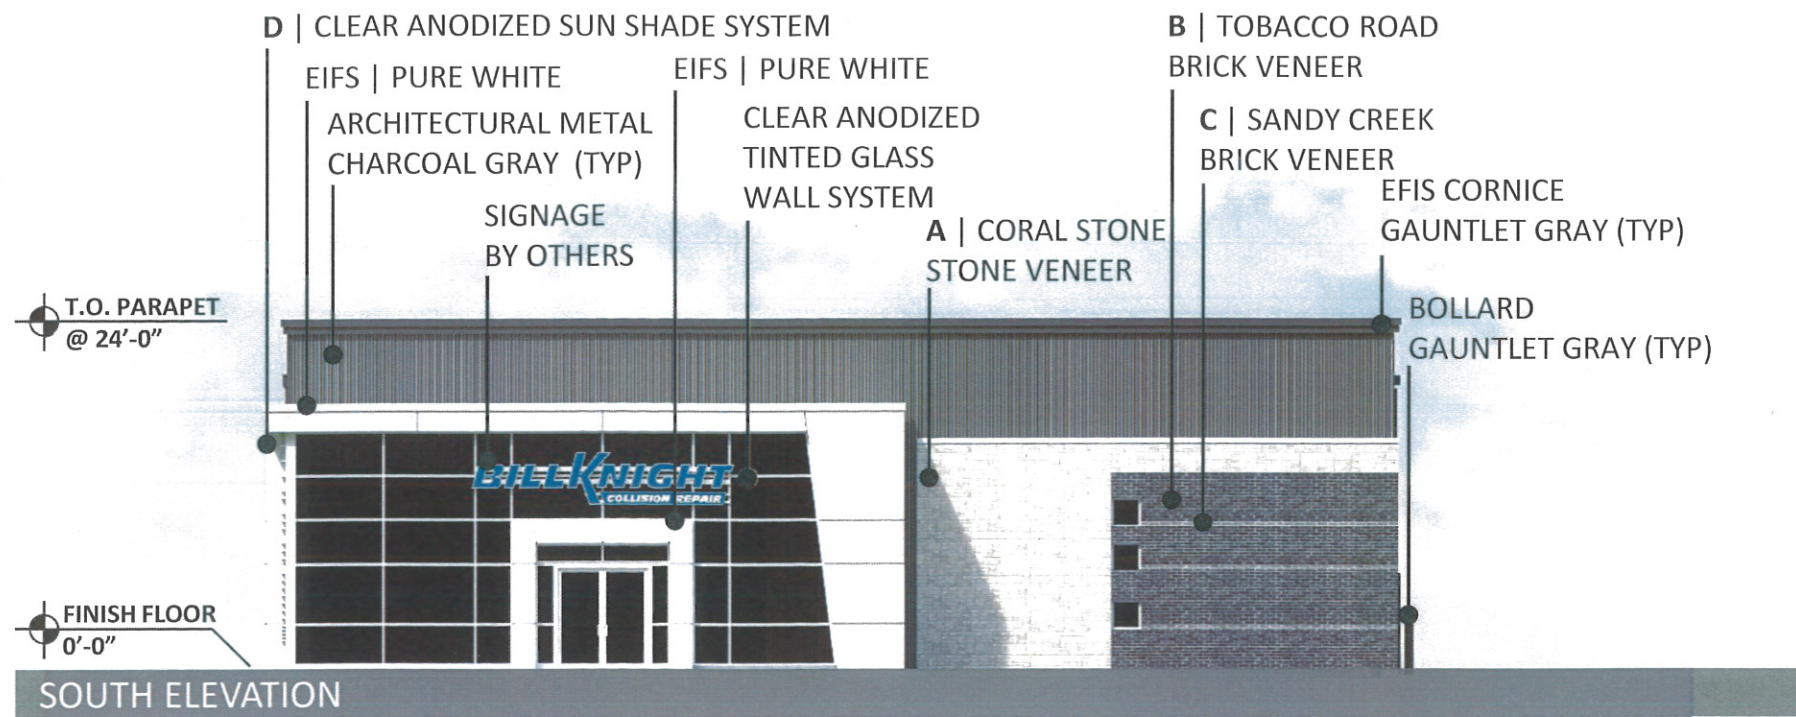 D | CLEAR ANODIZED SUN SHADE SYSTEM
EIFS | PURE WHITE
ARCHITECTURAL METAL
CHARCOAL GRAY (TYP)
SIGNAGE
BY OTHERS
EIFS | PURE WHITE
CLEAR ANODIZED
TINTED GLASS
WALL SYSTEM
A | CORAL STONE
STONE VENEER
B | TOBACCO ROAD
BRICK VENEER
C | SANDY CREEK
BRICK VENEER
EFIS CORNICE
GAUNTLET GRAY (TYP)
BOLLARD
GAUNTLET GRAY (TYP)
T.O. PARAPET
@ 24'-0"
BILL KNIGHT
COLLISION REPAIR
FINISH FLOOR
0'-0"
SOUTH ELEVATION